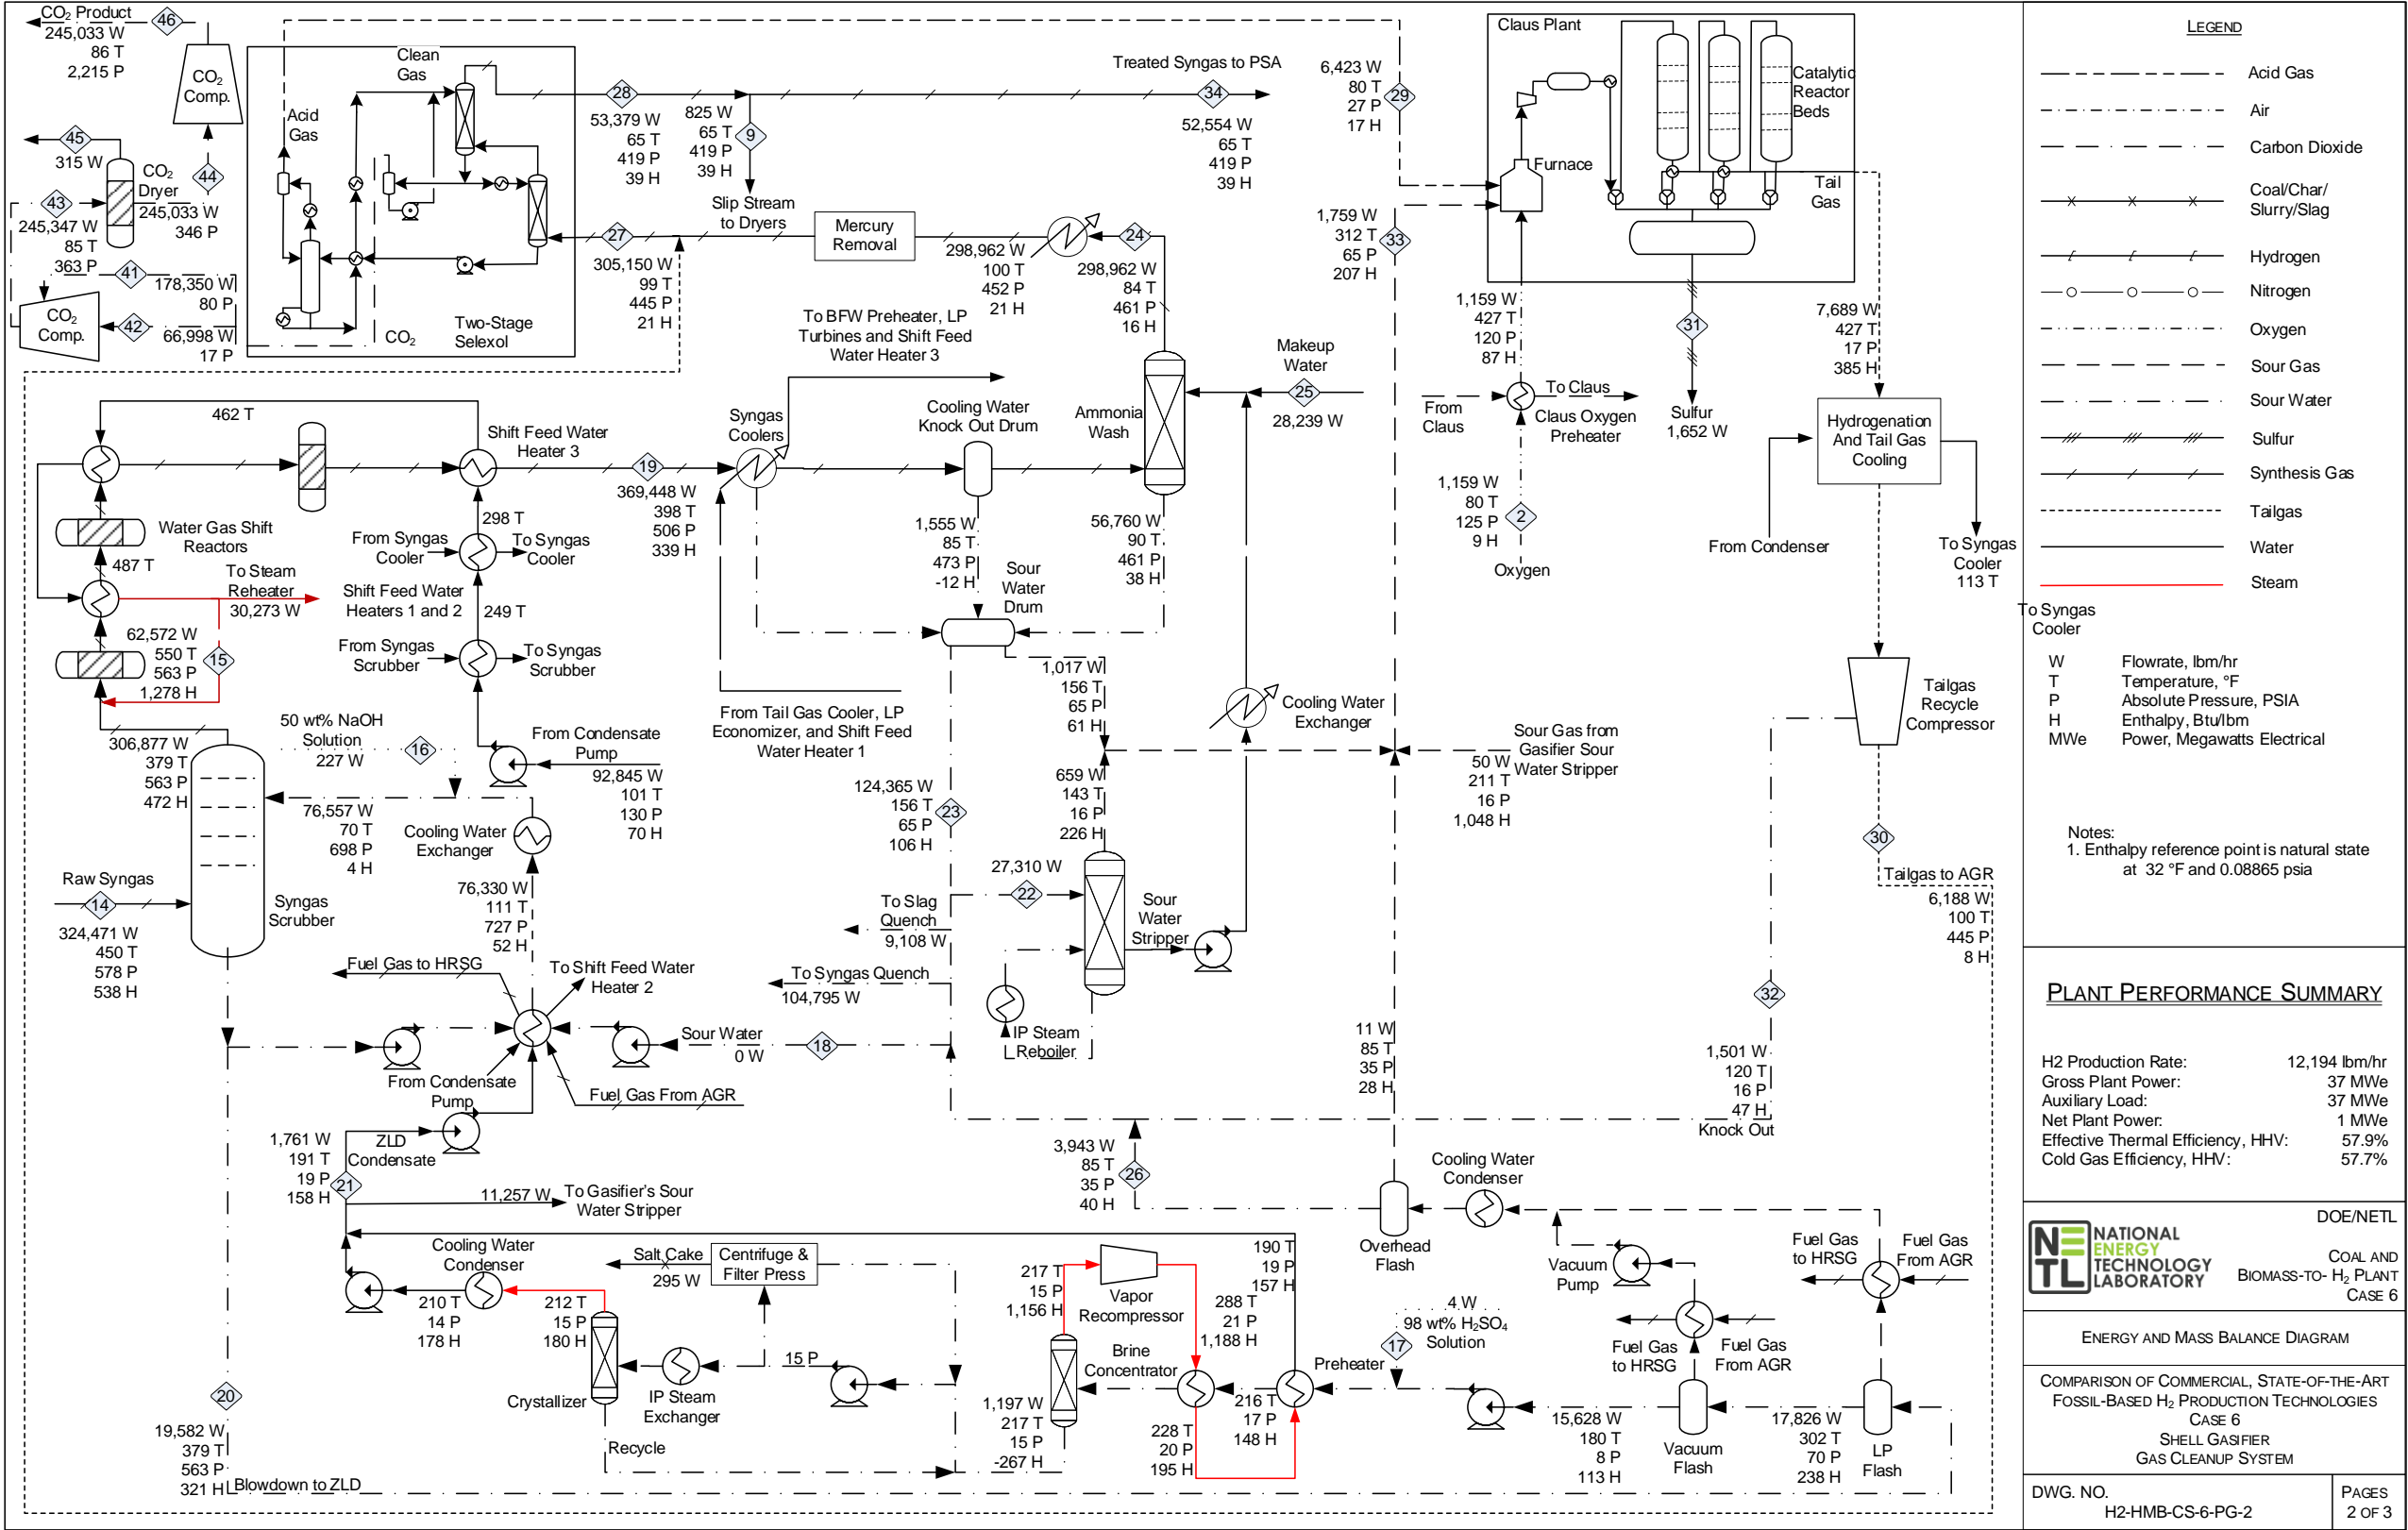 CO2 Product
46
245,033 W
86 T
2,215 P
CO2
Comp.
45
315 W
CO2
Dryer
44
43
245,347 W
85 T
363 P
245,033 W
346 P
41
178,350 W
80 P
CO2
Comp.
42
66,998 W
17 P
Clean
Gas
Acid
Gas
CO2
Two-Stage
Selexol
28
53,379 W
65 T
419 P
39 H
825 W
65 T
419 P
39 H
9
Slip Stream
to Dryers
Treated Syngas to PSA
34
52,554 W
65 T
419 P
39 H
27
305,150 W
99 T
445 P
21 H
Mercury
Removal
298,962 W
100 T
452 P
21 H
24
298,962 W
84 T
461 P
16 H
6,423 W
80 T
27 P
17 H
29
1,759 W
312 T
65 P
207 H
33
Claus Plant
Furnace
Catalytic
Reactor
Beds
Tail
Gas
1,159 W
427 T
120 P
87 H
From
Claus
To Claus
Claus Oxygen
Preheater
1,159 W
80 T
125 P
9 H
2
Oxygen
31
Sulfur
1,652 W
7,689 W
427 T
17 P
385 H
Hydrogenation
And Tail Gas
Cooling
From Condenser
To Syngas
Cooler
113 T
Tailgas
Recycle
Compressor
30
Tailgas to AGR
6,188 W
100 T
445 P
8 H
32
1,501 W
120 T
16 P
47 H
Knock Out
462 T
Shift Feed Water
Heater 3
Water Gas Shift
Reactors
487 T
To Steam
Reheater
30,273 W
62,572 W
550 T
563 P
1,278 H
15
298 T
From Syngas
Cooler
To Syngas
Cooler
Shift Feed Water
Heaters 1 and 2
249 T
From Syngas
Scrubber
To Syngas
Scrubber
From Condensate
Pump
92,845 W
101 T
130 P
70 H
19
369,448 W
398 T
506 P
339 H
Syngas
Coolers
To BFW Preheater, LP
Turbines and Shift Feed
Water Heater 3
From Tail Gas Cooler, LP
Economizer, and Shift Feed
Water Heater 1
Cooling Water
Knock Out Drum
1,555 W
85 T
473 P
-12 H
Ammonia
Wash
56,760 W
90 T
461 P
38 H
Makeup
Water
25
28,239 W
Sour
Water
Drum
1,017 W
156 T
65 P
61 H
Cooling Water
Exchanger
Sour Gas from
Gasifier Sour
Water Stripper
50 W
211 T
16 P
1,048 H
659 W
143 T
16 P
226 H
124,365 W
156 T
65 P
106 H
23
27,310 W
22
Sour
Water
Stripper
IP Steam
Reboiler
To Slag
Quench
9,108 W
To Syngas Quench
104,795 W
Sour Water
0 W
18
306,877 W
379 T
563 P
472 H
50 wt% NaOH
Solution
227 W
16
76,557 W
70 T
698 P
4 H
Cooling Water
Exchanger
76,330 W
111 T
727 P
52 H
Raw Syngas
14
324,471 W
450 T
578 P
538 H
Syngas
Scrubber
Fuel Gas to HRSG
To Shift Feed Water
Heater 2
From Condensate
Pump
Fuel Gas From AGR
1,761 W
191 T
19 P
158 H
21
ZLD
Condensate
11,257 W
To Gasifier's Sour
Water Stripper
20
19,582 W
379 T
563 P
321 H
Blowdown to ZLD
Cooling Water
Condenser
210 T
14 P
178 H
212 T
15 P
180 H
Crystallizer
Recycle
Salt Cake
295 W
Centrifuge &
Filter Press
IP Steam
Exchanger
15 P
217 T
15 P
1,156 H
Vapor
Recompressor
288 T
21 P
1,188 H
Brine
Concentrator
1,197 W
217 T
15 P
-267 H
228 T
20 P
195 H
216 T
17 P
148 H
190 T
19 P
157 H
Preheater
4 W
98 wt% H2SO4
Solution
17
3,943 W
85 T
35 P
40 H
26
11 W
85 T
35 P
28 H
Overhead
Flash
Cooling Water
Condenser
Vacuum
Pump
Fuel Gas
to HRSG
Fuel Gas
From AGR
Fuel Gas
to HRSG
Fuel Gas
From AGR
15,628 W
180 T
8 P
113 H
Vacuum
Flash
17,826 W
302 T
70 P
238 H
LP
Flash
LEGEND
Acid Gas
Air
Carbon Dioxide
Coal/Char/
Slurry/Slag
Hydrogen
Nitrogen
Oxygen
Sour Gas
Sour Water
Sulfur
Synthesis Gas
Tailgas
Water
Steam
To Syngas
Cooler
W Flowrate, lbm/hr
T Temperature, °F
P Absolute Pressure, PSIA
H Enthalpy, Btu/lbm
MWe Power, Megawatts Electrical
Notes:
1. Enthalpy reference point is natural state
at 32 °F and 0.08865 psia
PLANT PERFORMANCE SUMMARY
H2 Production Rate: 12,194 lbm/hr
Gross Plant Power: 37 MWe
Auxiliary Load: 37 MWe
Net Plant Power: 1 MWe
Effective Thermal Efficiency, HHV: 57.9%
Cold Gas Efficiency, HHV: 57.7%
NETL
NATIONAL
ENERGY
TECHNOLOGY
LABORATORY
DOE/NETL
COAL AND
BIOMASS-TO- H2 PLANT
CASE 6
ENERGY AND MASS BALANCE DIAGRAM
COMPARISON OF COMMERCIAL, STATE-OF-THE-ART
FOSSIL-BASED H2 PRODUCTION TECHNOLOGIES
CASE 6
SHELL GASIFIER
GAS CLEANUP SYSTEM
DWG. NO.
H2-HMB-CS-6-PG-2
PAGES
2 OF 3